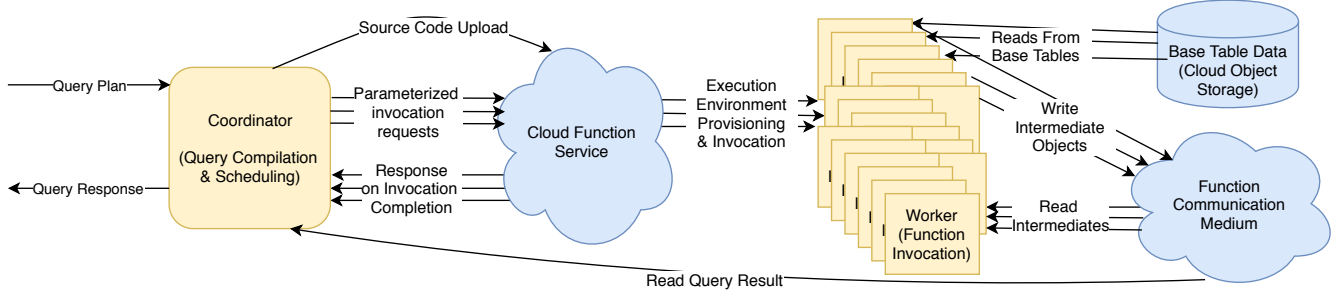 Source Code Upload
Query Plan
Coordinator
(Query Compilation
& Scheduling)
Query Response
Parameterized
invocation
requests
Response
on Invocation
Completion
Cloud Function
Service
Execution
Environment
Provisioning
& Invocation
Reads From
Base Tables
Base Table Data
(Cloud Object
Storage)
Write
Intermediate
Objects
Worker
(Function
Invocation)
Read
Intermediates
Function
Communication
Medium
Read Query Result